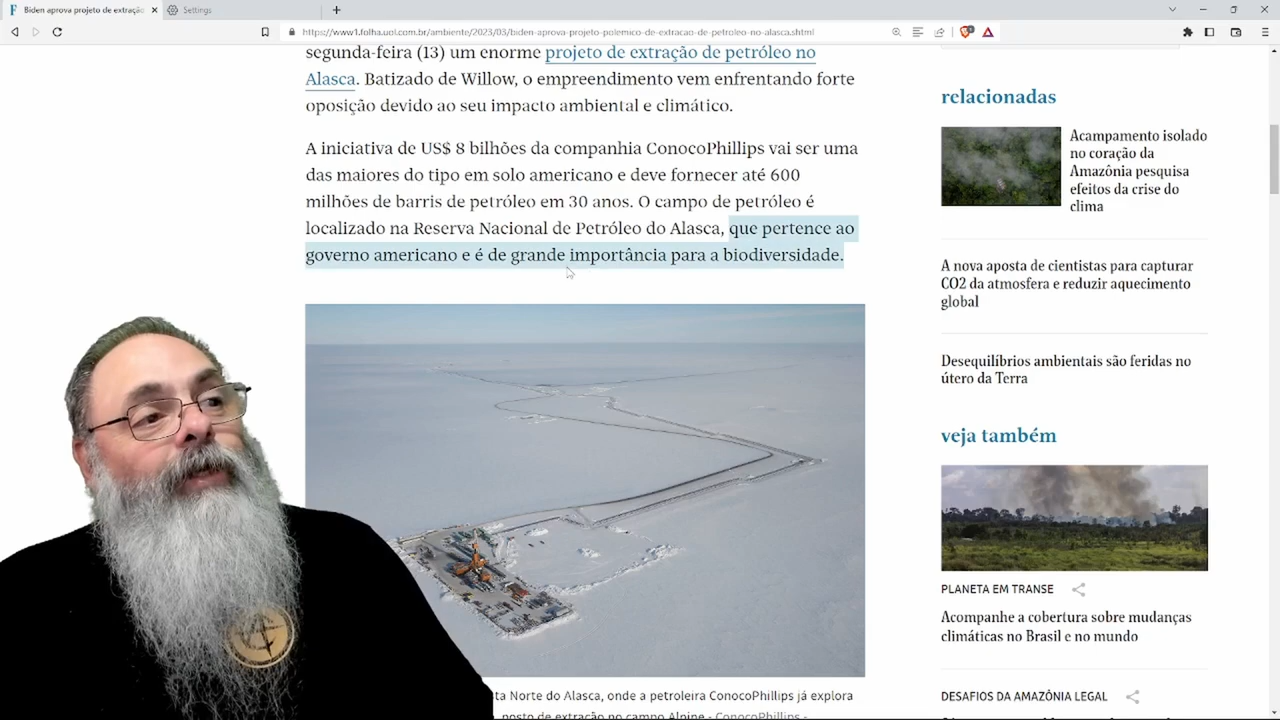 Biden aprova projeto de extração
Settings
https://www1.folha.uol.com.br/ambiente/2023/03/biden-aprova-projeto-polemico-de-extracao-de-petroleo-no-alasca.shtml
segunda-feira (13) um enorme projeto de extração de petróleo no
Alasca. Batizado de Willow, o empreendimento vem enfrentando forte
oposição devido ao seu impacto ambiental e climático.
A iniciativa de US$ 8 bilhões da companhia ConocoPhillips vai ser uma
das maiores do tipo em solo americano e deve fornecer até 600
milhões de barris de petróleo em 30 anos. O campo de petróleo é
localizado na Reserva Nacional de Petróleo do Alasca, que pertence ao
governo americano e é de grande importância para a biodiversidade.
ta Norte do Alasca, onde a petroleira ConocoPhillips já explora
posto de extração no campo Alpine - ConocoPhillips -
relacionadas
Acampamento isolado
no coração da
Amazônia pesquisa
efeitos da crise do
clima
A nova aposta de cientistas para capturar
CO2 da atmosfera e reduzir aquecimento
global
Desequilíbrios ambientais são feridas no
útero da Terra
veja também
PLANETA EM TRANSE
Acompanhe a cobertura sobre mudanças
climáticas no Brasil e no mundo
DESAFIOS DA AMAZÔNIA LEGAL